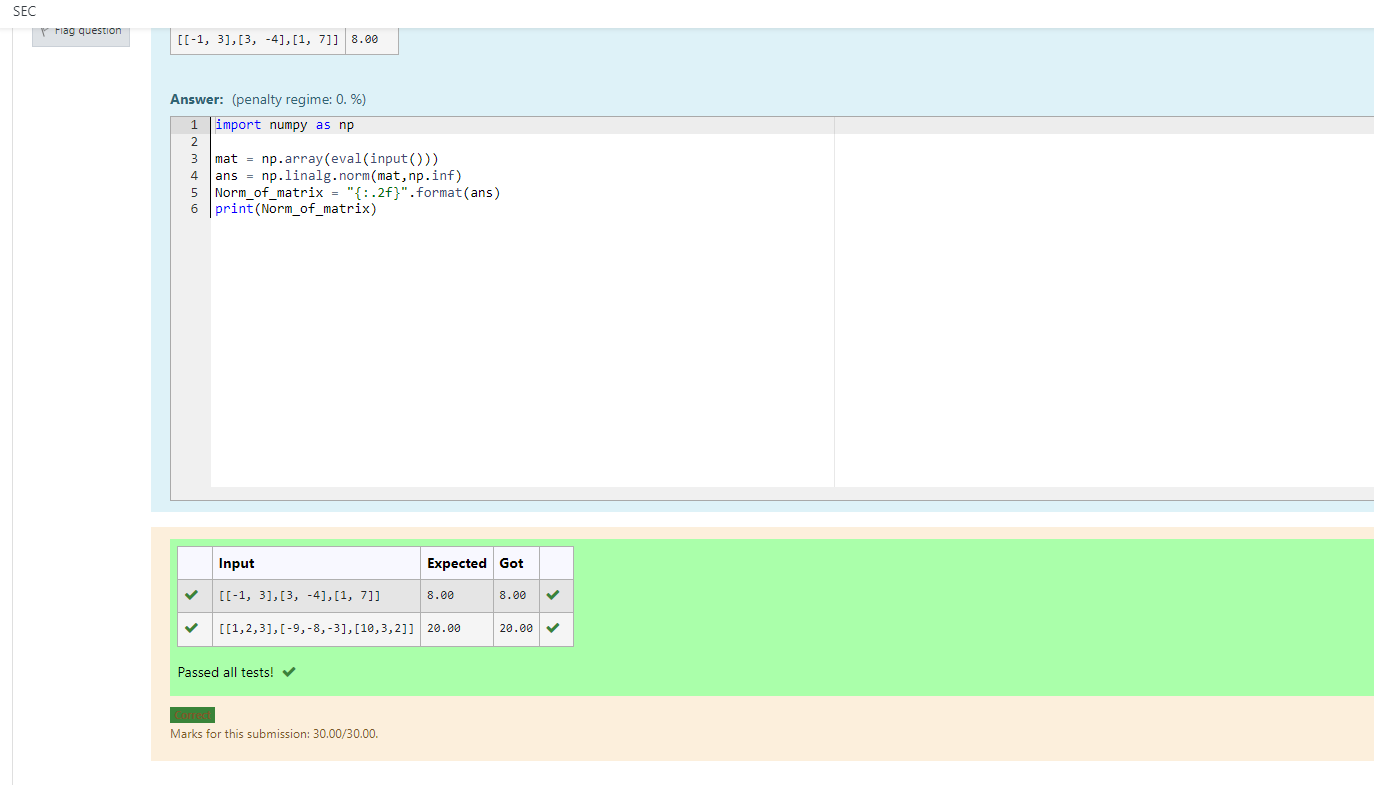 SEC
Flag question
[[-1, 3],[3, -4],[1, 7]] 8.00
Answer: (penalty regime: 0. %)
1 import numpy as np
2
3 mat = np.array(eval(input()))
4 ans = np.linalg.norm(mat,np.inf)
5 Norm_of_matrix = "{:.2f}".format(ans)
6 print(Norm_of_matrix)
Input Expected Got
[[-1, 3],[3, -4],[1, 7]] 8.00 8.00
[[1,2,3],[-9,-8,-3],[10,3,2]] 20.00 20.00
Passed all tests!
Correct
Marks for this submission: 30.00/30.00.